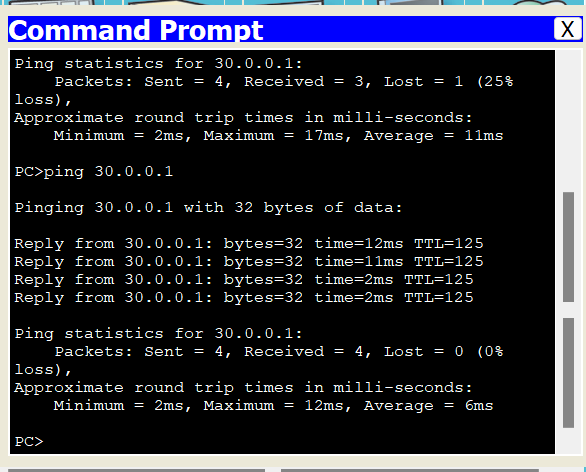 Command Prompt
X
Ping statistics for 30.0.0.1:
    Packets: Sent = 4, Received = 3, Lost = 1 (25%
loss),
Approximate round trip times in milli-seconds:
    Minimum = 2ms, Maximum = 17ms, Average = 11ms
PC>ping 30.0.0.1
Pinging 30.0.0.1 with 32 bytes of data:
Reply from 30.0.0.1: bytes=32 time=12ms TTL=125
Reply from 30.0.0.1: bytes=32 time=11ms TTL=125
Reply from 30.0.0.1: bytes=32 time=2ms TTL=125
Reply from 30.0.0.1: bytes=32 time=2ms TTL=125
Ping statistics for 30.0.0.1:
    Packets: Sent = 4, Received = 4, Lost = 0 (0%
loss),
Approximate round trip times in milli-seconds:
    Minimum = 2ms, Maximum = 12ms, Average = 6ms
PC>